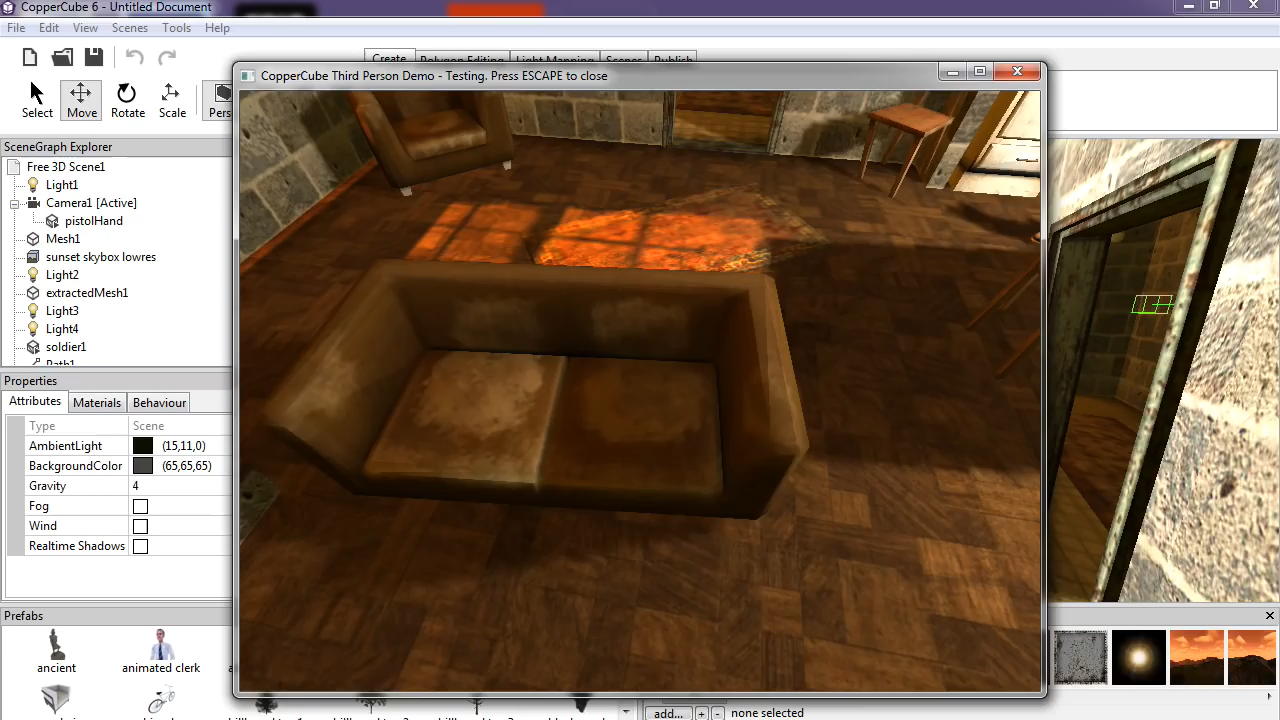 CopperCube 6 - Untitled Document
File Edit View Scenes Tools Help
Create Polygon Editing Light Mapping Scenes Publish
Select Move Rotate Scale Pers
CopperCube Third Person Demo - Testing. Press ESCAPE to close
SceneGraph Explorer
Free 3D Scene1
Light1
Camera1 [Active]
pistolHand
Mesh1
sunset skybox lowres
Light2
extractedMesh1
Light3
Light4
soldier1
Path1
Properties
Attributes Materials Behaviour
Type Scene
AmbientLight (15,11,0)
BackgroundColor (65,65,65)
Gravity 4
Fog
Wind
Realtime Shadows
Prefabs
ancient animated clerk
add... + - none selected